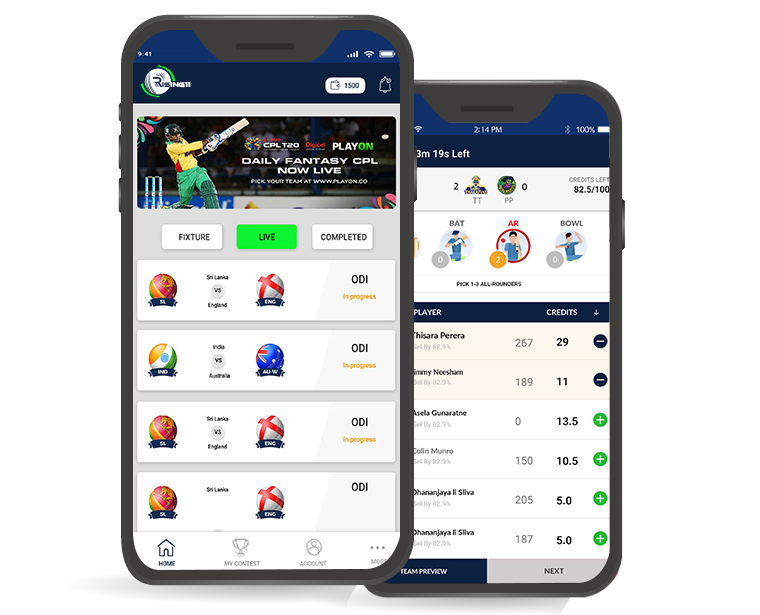 9:41
RISING11
1500
CPL T20 Digicel PLAYON
DAILY FANTASY CPL
NOW LIVE
PICK YOUR TEAM AT WWW.PLAYON.CO
FIXTURE LIVE COMPLETED
Sri Lanka
VS
England
SL
ENG
ODI
In progress
India
VS
Australia
IND
AU-W
ODI
In progress
Sri Lanka
VS
England
SL
ENG
ODI
In progress
Sri Lanka
SL
ENG
ODI
HOME MY CONTEST ACCOUNT
2:14 PM 100%
3m 19s Left
2 TT PP 0
CREDITS LEFT
82.5/100
BAT AR BOWL
0 2 0
PICK 1-3 ALL-ROUNDERS
PLAYER CREDITS ↓
Thisara Perera
Sel By 82.9%
267 29
Jimmy Neesham
Sel By 82.9%
189 11
Asela Gunaratne
Sel By 82.9%
0 13.5
Colin Munro
Sel By 82.9%
150 10.5
Dhananjaya Il Sliva
Sel By 82.9%
205 5.0
Dhananjaya Il Sliva
Sel By 82.9%
187 5.0
TEAM PREVIEW NEXT